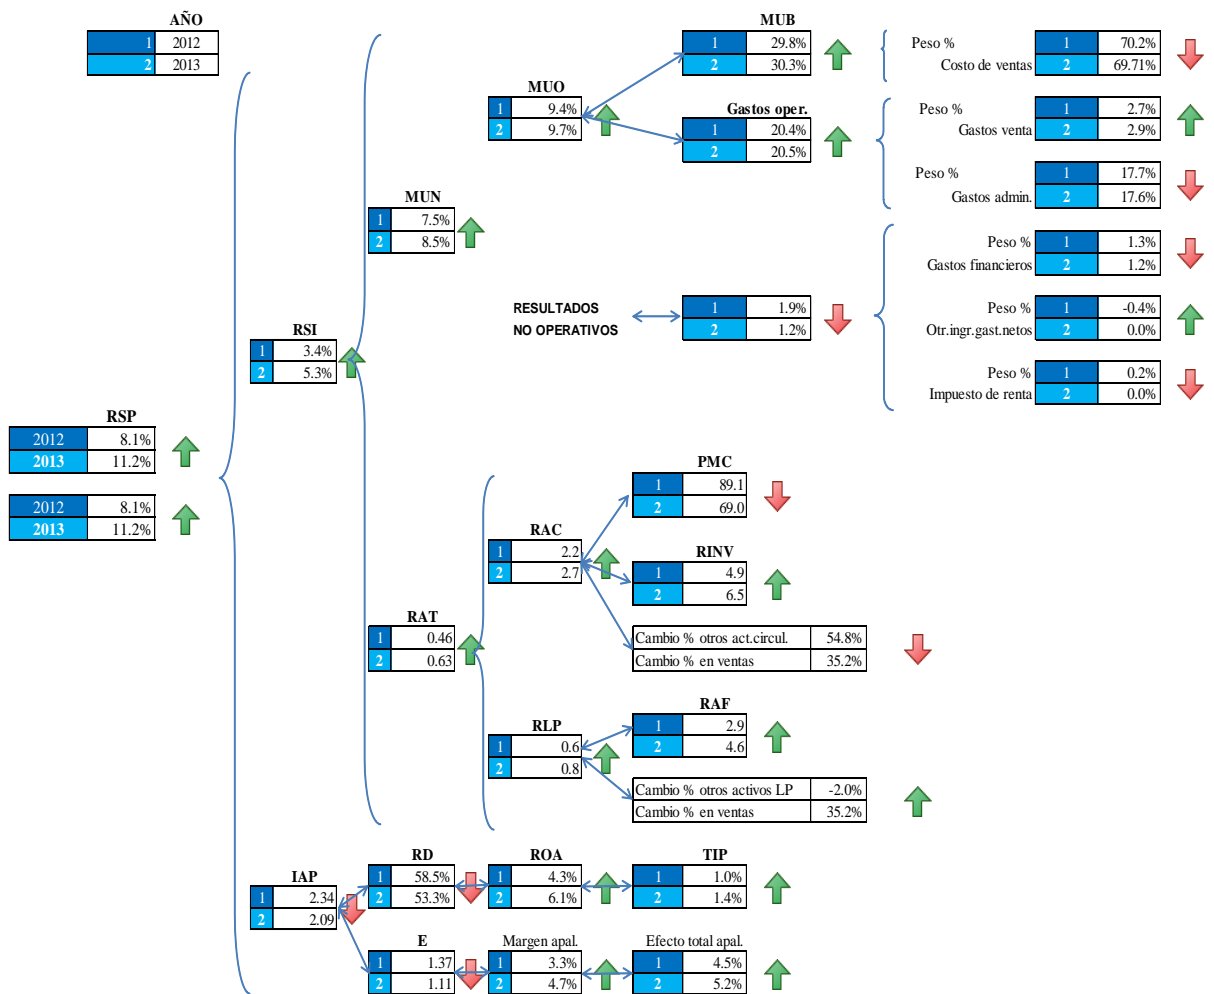 AÑO
1 2012
2 2013
MUB
1 29.8%
2 30.3%
Peso %
Costo de ventas
1 70.2%
2 69.71%
MUO
1 9.4%
2 9.7%
Gastos oper.
1 20.4%
2 20.5%
Peso %
Gastos venta
1 2.7%
2 2.9%
Peso %
Gastos admin.
1 17.7%
2 17.6%
MUN
1 7.5%
2 8.5%
Peso %
Gastos financieros
1 1.3%
2 1.2%
RESULTADOS
NO OPERATIVOS
1 1.9%
2 1.2%
Peso %
Otr.ingr.gast.netos
1 -0.4%
2 0.0%
Peso %
Impuesto de renta
1 0.2%
2 0.0%
RSI
1 3.4%
2 5.3%
RSP
2012 8.1%
2013 11.2%
2012 8.1%
2013 11.2%
PMC
1 89.1
2 69.0
RAC
1 2.2
2 2.7
RINV
1 4.9
2 6.5
RAT
1 0.46
2 0.63
Cambio % otros act.circul. 54.8%
Cambio % en ventas 35.2%
RAF
1 2.9
2 4.6
RLP
1 0.6
2 0.8
Cambio % otros activos LP -2.0%
Cambio % en ventas 35.2%
IAP
1 2.34
2 2.09
RD
1 58.5%
2 53.3%
ROA
1 4.3%
2 6.1%
TIP
1 1.0%
2 1.4%
E
1 1.37
2 1.11
Margen apal.
1 3.3%
2 4.7%
Efecto total apal.
1 4.5%
2 5.2%